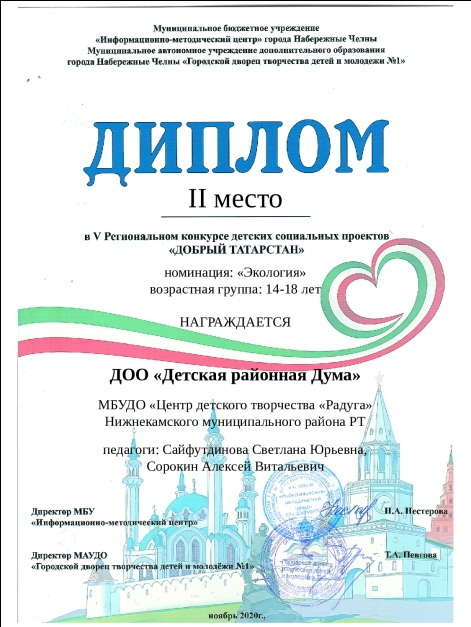 Муниципальное бюджетное учреждение
«Информационно-методический центр» города Набережные Челны
Муниципальное автономное учреждение дополнительного образования
города Набережные Челны «Городской дворец творчества детей и молодежи №1»
ДИПЛОМ
II место
в V Региональном конкурсе детских социальных проектов
«ДОБРЫЙ ТАТАРСТАН»
номинация: «Экология»
возрастная группа: 14-18 лет
НАГРАЖДАЕТСЯ
ДОО «Детская районная Дума»
МБУДО «Центр детского творчества «Радуга»
Нижнекамского муниципального района РТ
педагоги: Сайфутдинова Светлана Юрьевна,
Сорокин Алексей Витальевич
Директор МБУ
«Информационно-методический центр»
Н.А. Нестерова
Директор МАУДО
«Городской дворец творчества детей и молодёжи №1»
Т.А.
ноябрь 2020г.,